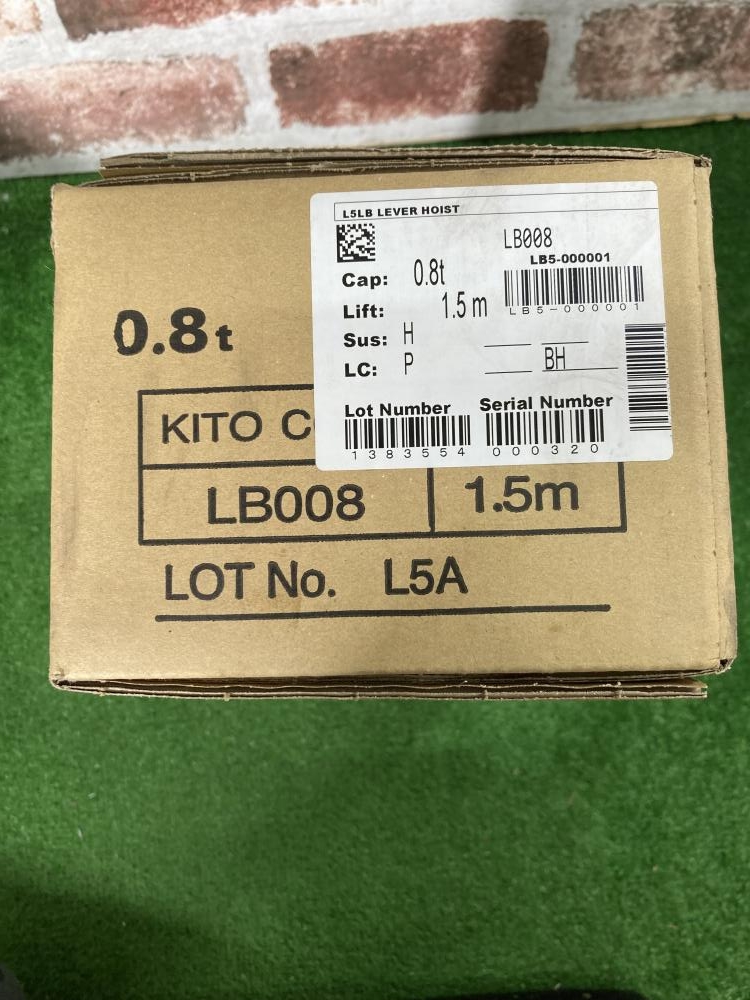 L5LB LEVER HOIST
LB008
LB5-000001
LB5-000001
Cap: 0.8t
Lift: 1.5 m
Sus: H
LC: P BH
Lot Number Serial Number
1383554 000320
0.8t
KITO C
LB008 1.5m
LOT No. L5A